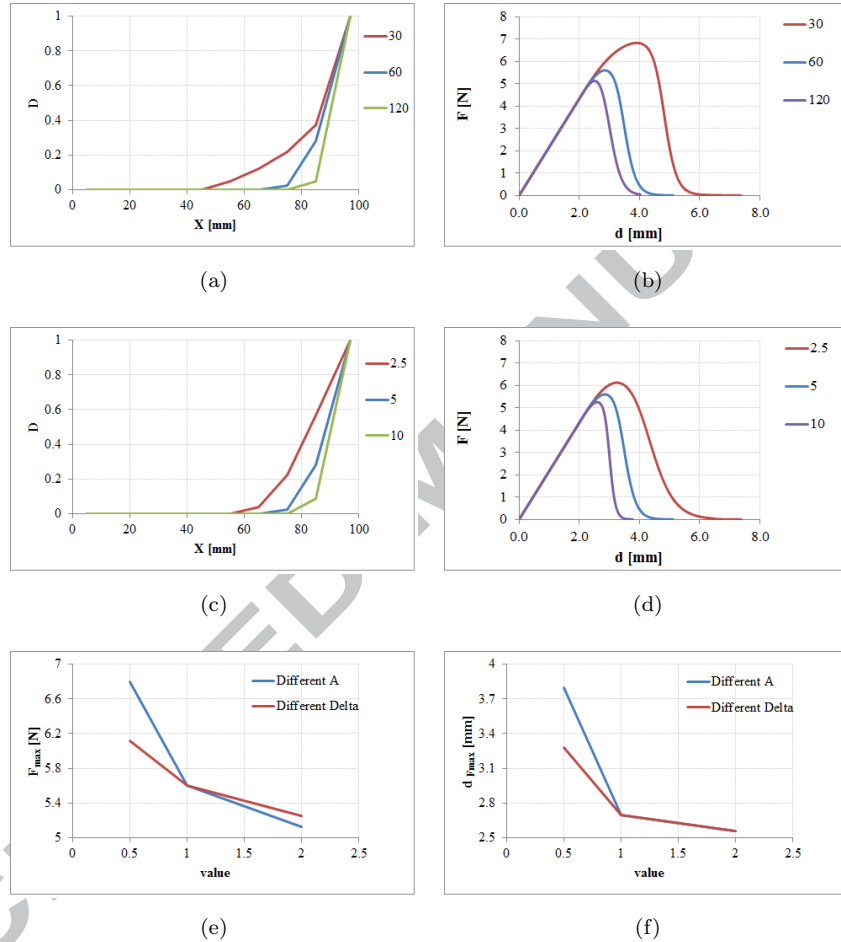 1
0.8
0.6
0.4
0.2
0
D
0 20 40 60 80 100
X [mm]
30
60
120
(a)
8
7
6
5
4
3
2
1
0
F [N]
0.0 2.0 4.0 6.0 8.0
d [mm]
30
60
120
(b)
1
0.8
0.6
0.4
0.2
0
D
0 20 40 60 80 100
X [mm]
2.5
5
10
(c)
8
7
6
5
4
3
2
1
0
F [N]
0.0 2.0 4.0 6.0 8.0
d [mm]
2.5
5
10
(d)
7
6.6
6.2
5.8
5.4
5
Fmax [N]
0 0.5 1 1.5 2 2.5
value
Different A
Different Delta
(e)
4
3.7
3.4
3.1
2.8
2.5
d Fmax [mm]
0 0.5 1 1.5 2 2.5
value
Different A
Different Delta
(f)